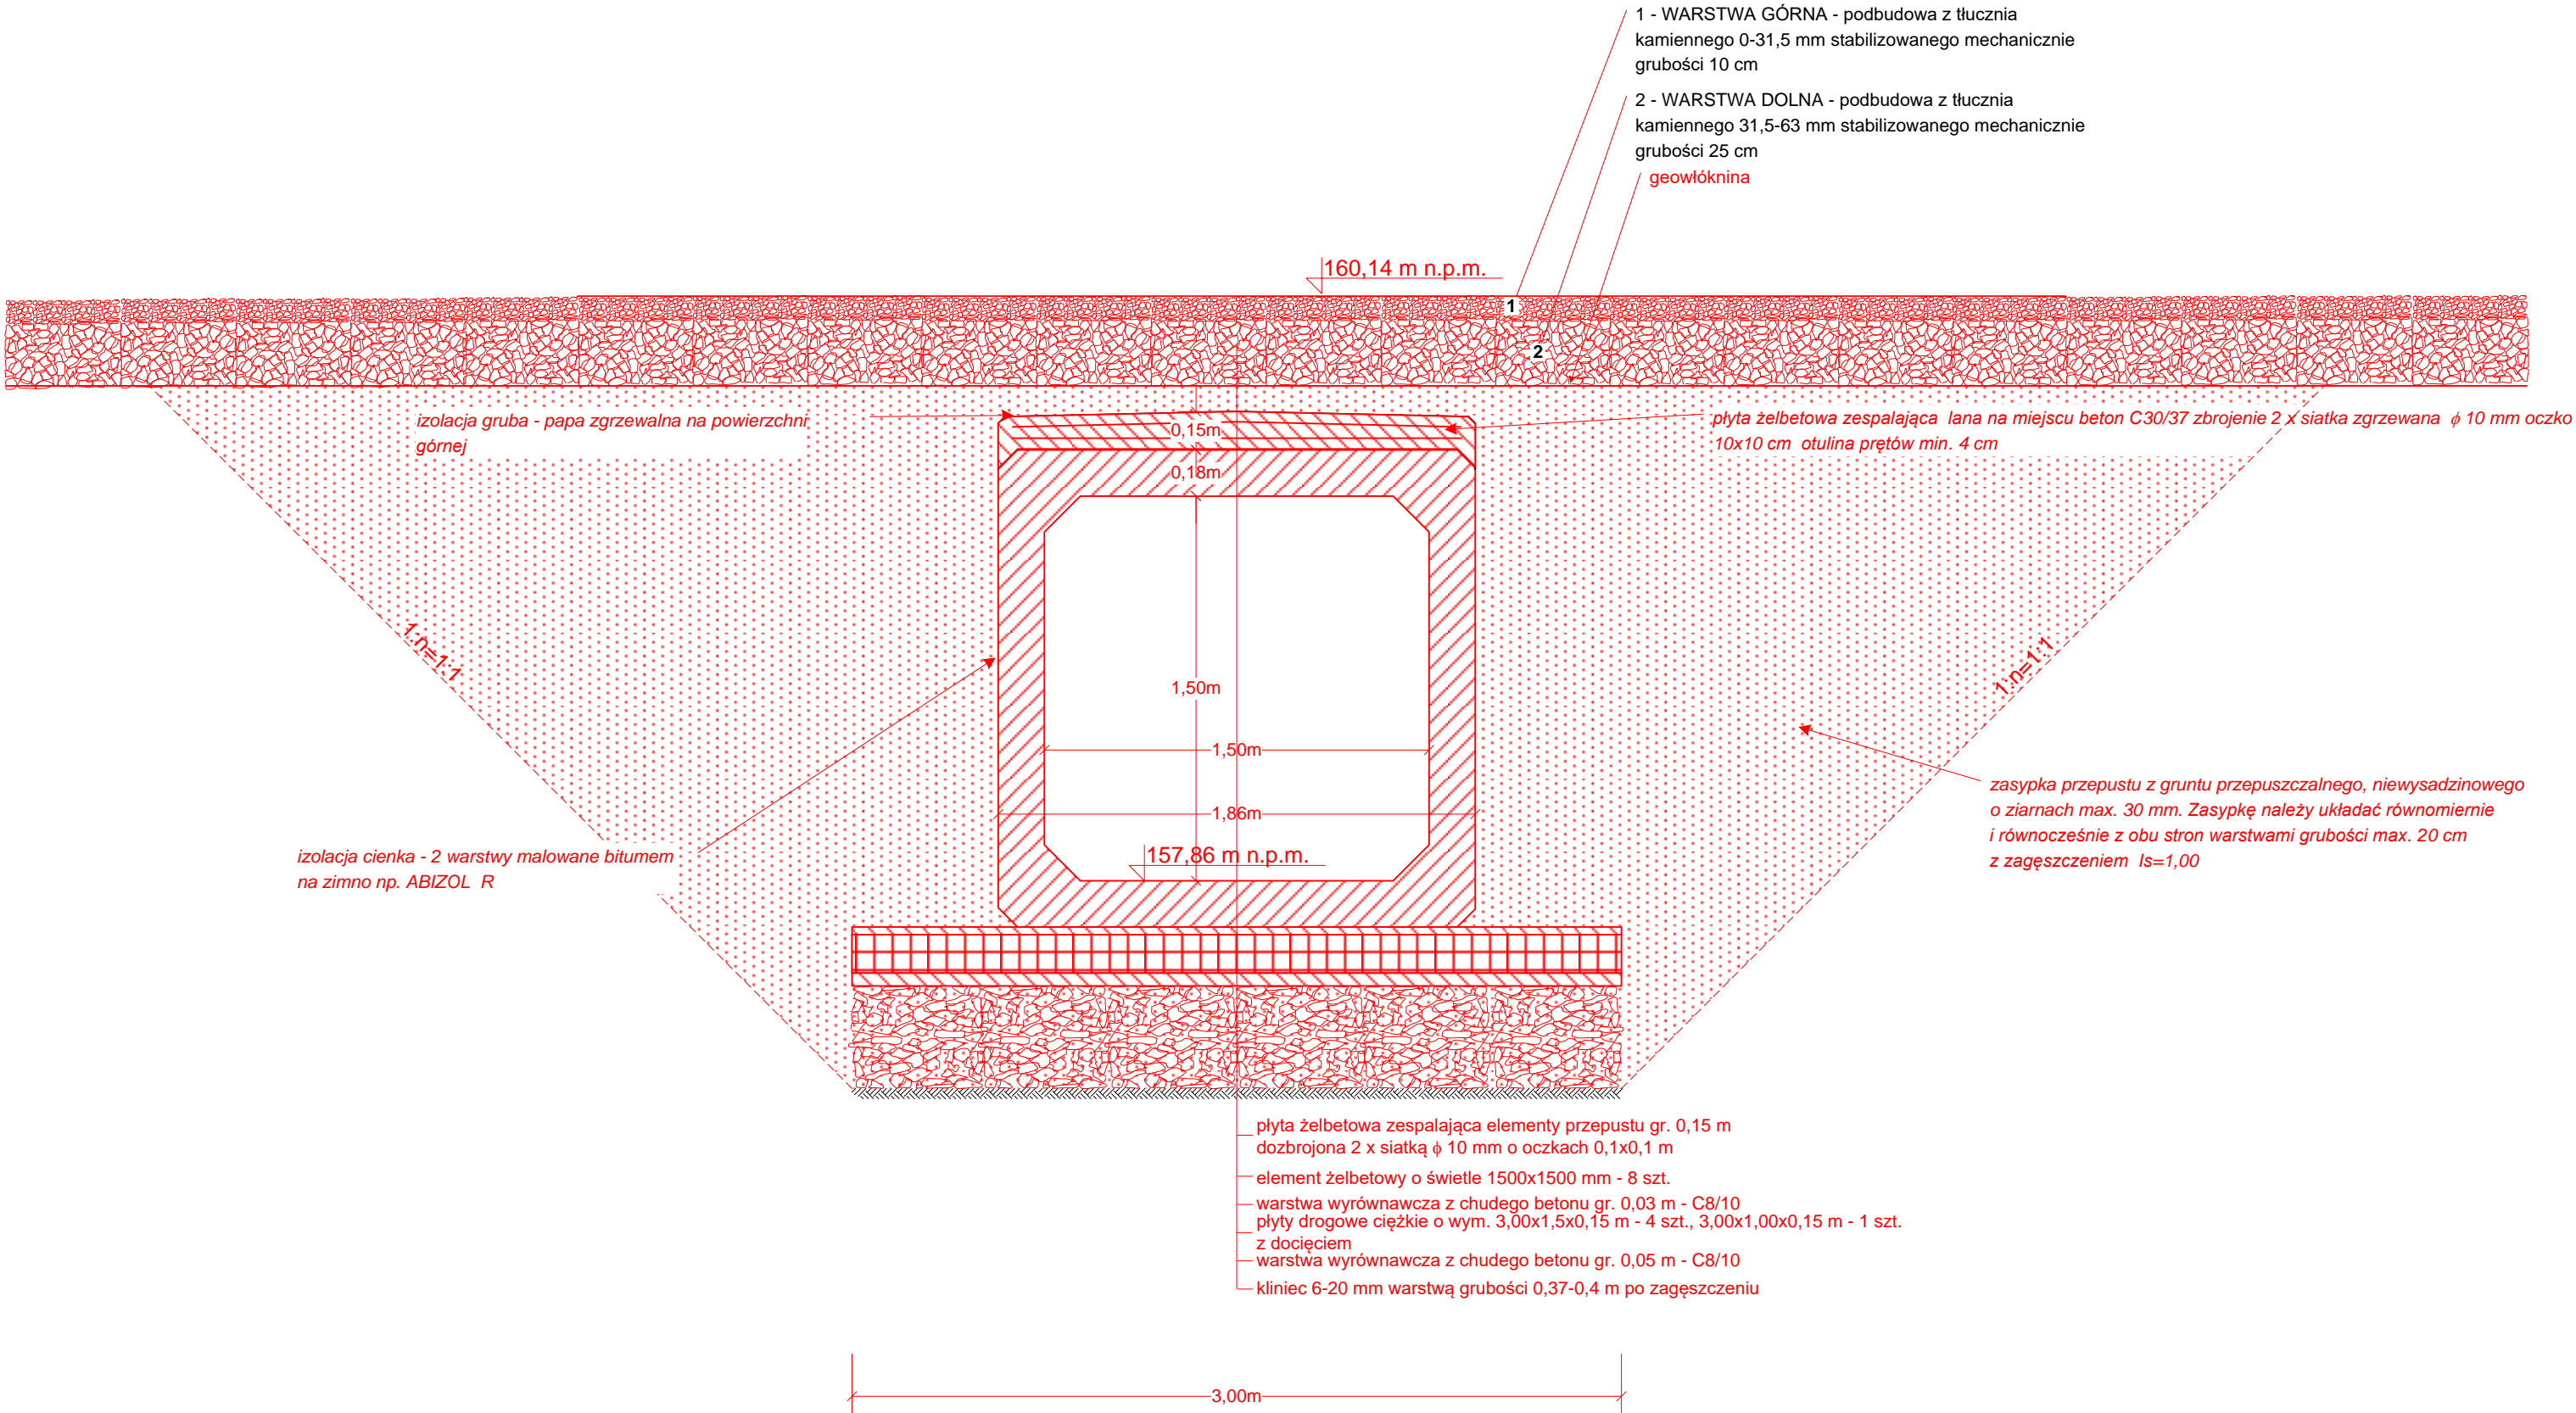 1 - WARSTWA GÓRNA - podbudowa z tłucznia
kamiennego 0-31,5 mm stabilizowanego mechanicznie
grubości 10 cm
2 - WARSTWA DOLNA - podbudowa z tłucznia
kamiennego 31,5-63 mm stabilizowanego mechanicznie
grubości 25 cm
geowłóknina
160,14 m n.p.m.
1
2
izolacja gruba - papa zgrzewalna na powierzchni
górnej
0,15m
płyta żelbetowa zespalająca lana na miejscu beton C30/37 zbrojenie 2 x siatka zgrzewana ϕ 10 mm oczko
10x10 cm otulina prętów min. 4 cm
0,18m
1:n=1:1
1:n=1:1
1,50m
1,50m
1,86m
zasypka przepustu z gruntu przepuszczalnego, niewysadzinowego
o ziarnach max. 30 mm. Zasypkę należy układać równomiernie
i równocześnie z obu stron warstwami grubości max. 20 cm
z zagęszczeniem Is=1,00
157,86 m n.p.m.
izolacja cienka - 2 warstwy malowane bitumem
na zimno np. ABIZOL R
płyta żelbetowa zespalająca elementy przepustu gr. 0,15 m
dozbrojona 2 x siatką ϕ 10 mm o oczkach 0,1x0,1 m
element żelbetowy o świetle 1500x1500 mm - 8 szt.
warstwa wyrównawcza z chudego betonu gr. 0,03 m - C8/10
płyty drogowe ciężkie o wym. 3,00x1,5x0,15 m - 4 szt., 3,00x1,00x0,15 m - 1 szt.
z docięciem
warstwa wyrównawcza z chudego betonu gr. 0,05 m - C8/10
kliniec 6-20 mm warstwą grubości 0,37-0,4 m po zagęszczeniu
3,00m